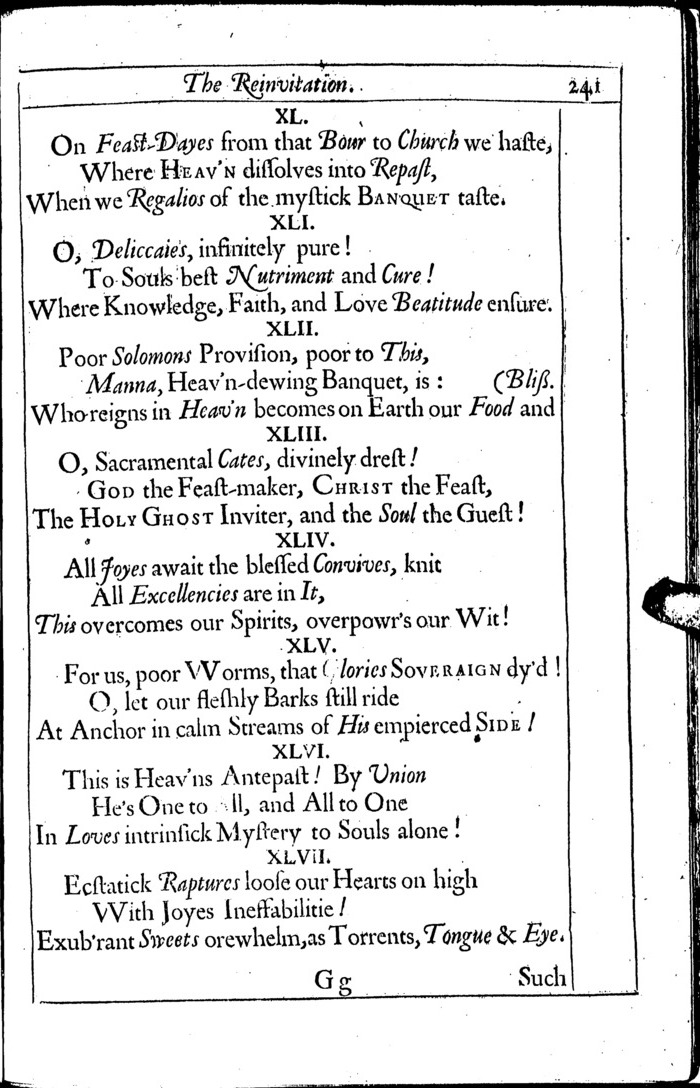 The Reinvitation. 241
XL.
On Feaſt-Dayes from that Bour to Church we haſte,
Where HEAV'N diſſolves into Repaſt,
When we Regalios of the myſtick BANQUET taſte.
XLI.
O, Deliccaies, infinitely pure!
To Souls beſt Nutriment and Cure!
Where Knowledge, Faith, and Love Beatitude enſure.
XLII.
Poor Solomons Proviſion, poor to This,
Manna, Heav'n-dewing Banquet, is: (Bliß.
Who reigns in Heav'n becomes on Earth our Food and
XLIII.
O, Sacramental Cates, divinely dreſt!
GOD the Feaſt-maker, CHRIST the Feaſt,
The HOLY GHOST Inviter, and the Soul the Gueſt!
XLIV.
All Joyes await the bleſſed Convives, knit
All Excellencies are in It,
This overcomes our Spirits, overpowr's our Wit!
XLV.
For us, poor VVorms, that lories SOVERAIGN dy'd!
O, let our fleſhly Barks ſtill ride
At Anchor in calm Streams of His empierced SIDE!
XLVI.
This is Heav'ns Antepaſt! By Union
He's One to ll, and All to One
In Loves intrinſick Myſtery to Souls alone!
XLVII.
Ecſtatick Raptures looſe our Hearts on high
With Joyes Ineffabilitie!
Exub'rant Sweets orewhelm,as Torrents, Tongue & Eye.
Gg Such